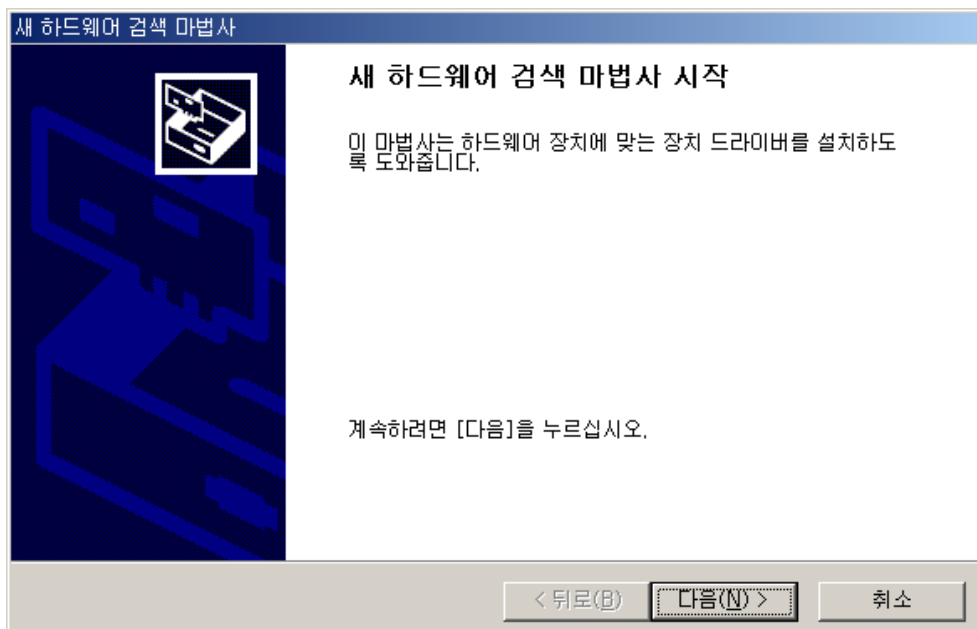 새 하드웨어 검색 마법사
새 하드웨어 검색 마법사 시작
이 마법사는 하드웨어 장치에 맞는 장치 드라이버를 설치하도
록 도와줍니다.
계속하려면 [다음]을 누르십시오.
< 뒤로(B)
다음(N) >
취소